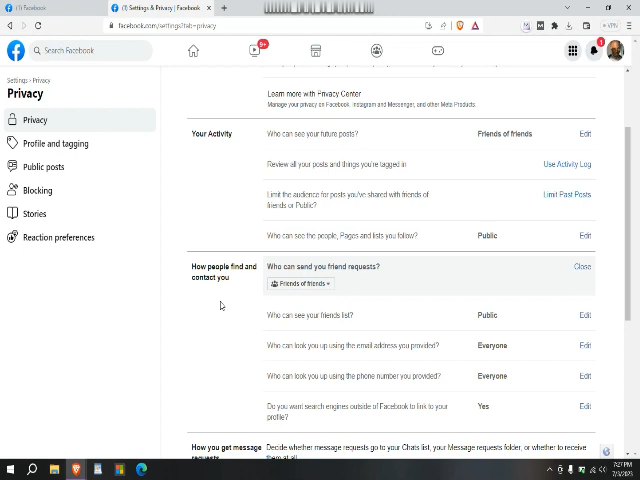 (1) Facebook
Settings & Privacy | Facebook
facebook.com/settings?tab=privacy
VPN
Search Facebook
9+
1
Settings › Privacy
Privacy
Privacy
Profile and tagging
Public posts
Blocking
Stories
Reaction preferences
Learn more with Privacy Center
Manage your privacy on Facebook, Instagram and Messenger, and other Meta Products.
Your Activity
Who can see your future posts? Friends of friends Edit
Review all your posts and things you're tagged in Use Activity Log
Limit the audience for posts you've shared with friends of Limit Past Posts
friends or Public?
Who can see the people, Pages and lists you follow? Public Edit
How people find and
contact you
Who can send you friend requests? Close
Friends of friends
Who can see your friends list? Public Edit
Who can look you up using the email address you provided? Everyone Edit
Who can look you up using the phone number you provided? Everyone Edit
Do you want search engines outside of Facebook to link to your Yes Edit
profile?
How you get message
requests
Decide whether message requests go to your Chats list, your Message requests folder, or whether to receive
them at all.
7:27 PM
7/3/2023